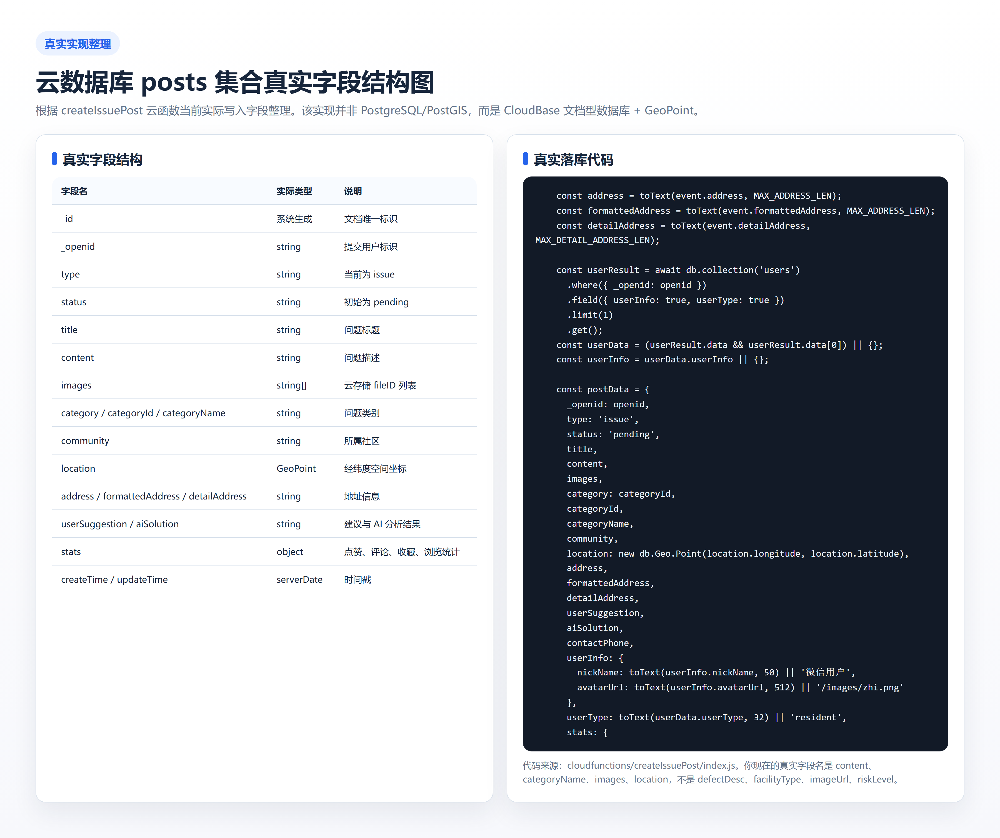 真实实现整理
云数据库 posts 集合真实字段结构图
根据 createIssuePost 云函数当前实际写入字段整理。该实现并非 PostgreSQL/PostGIS，而是 CloudBase 文档型数据库 + GeoPoint。
真实字段结构
字段名 实际类型 说明
_id 系统生成 文档唯一标识
_openid string 提交用户标识
type string 当前为 issue
status string 初始为 pending
title string 问题标题
content string 问题描述
images string[] 云存储 fileID 列表
category / categoryId / categoryName string 问题类别
community string 所属社区
location GeoPoint 经纬度空间坐标
address / formattedAddress / detailAddress string 地址信息
userSuggestion / aiSolution string 建议与 AI 分析结果
stats object 点赞、评论、收藏、浏览统计
createTime / updateTime serverDate 时间戳
真实落库代码
    const address = toText(event.address, MAX_ADDRESS_LEN);
    const formattedAddress = toText(event.formattedAddress, MAX_ADDRESS_LEN);
    const detailAddress = toText(event.detailAddress,
MAX_DETAIL_ADDRESS_LEN);
    const userResult = await db.collection('users')
      .where({ _openid: openid })
      .field({ userInfo: true, userType: true })
      .limit(1)
      .get();
    const userData = (userResult.data && userResult.data[0]) || {};
    const userInfo = userData.userInfo || {};
    const postData = {
      _openid: openid,
      type: 'issue',
      status: 'pending',
      title,
      content,
      images,
      category: categoryId,
      categoryId,
      categoryName,
      community,
      location: new db.Geo.Point(location.longitude, location.latitude),
      address,
      formattedAddress,
      detailAddress,
      userSuggestion,
      aiSolution,
      contactPhone,
      userInfo: {
        nickName: toText(userInfo.nickName, 50) || '微信用户',
        avatarUrl: toText(userInfo.avatarUrl, 512) || '/images/zhi.png'
      },
      userType: toText(userData.userType, 32) || 'resident',
      stats: {
代码来源：cloudfunctions/createIssuePost/index.js。你现在的真实字段名是 content、
categoryName、images、location，不是 defectDesc、facilityType、imageUrl、riskLevel。